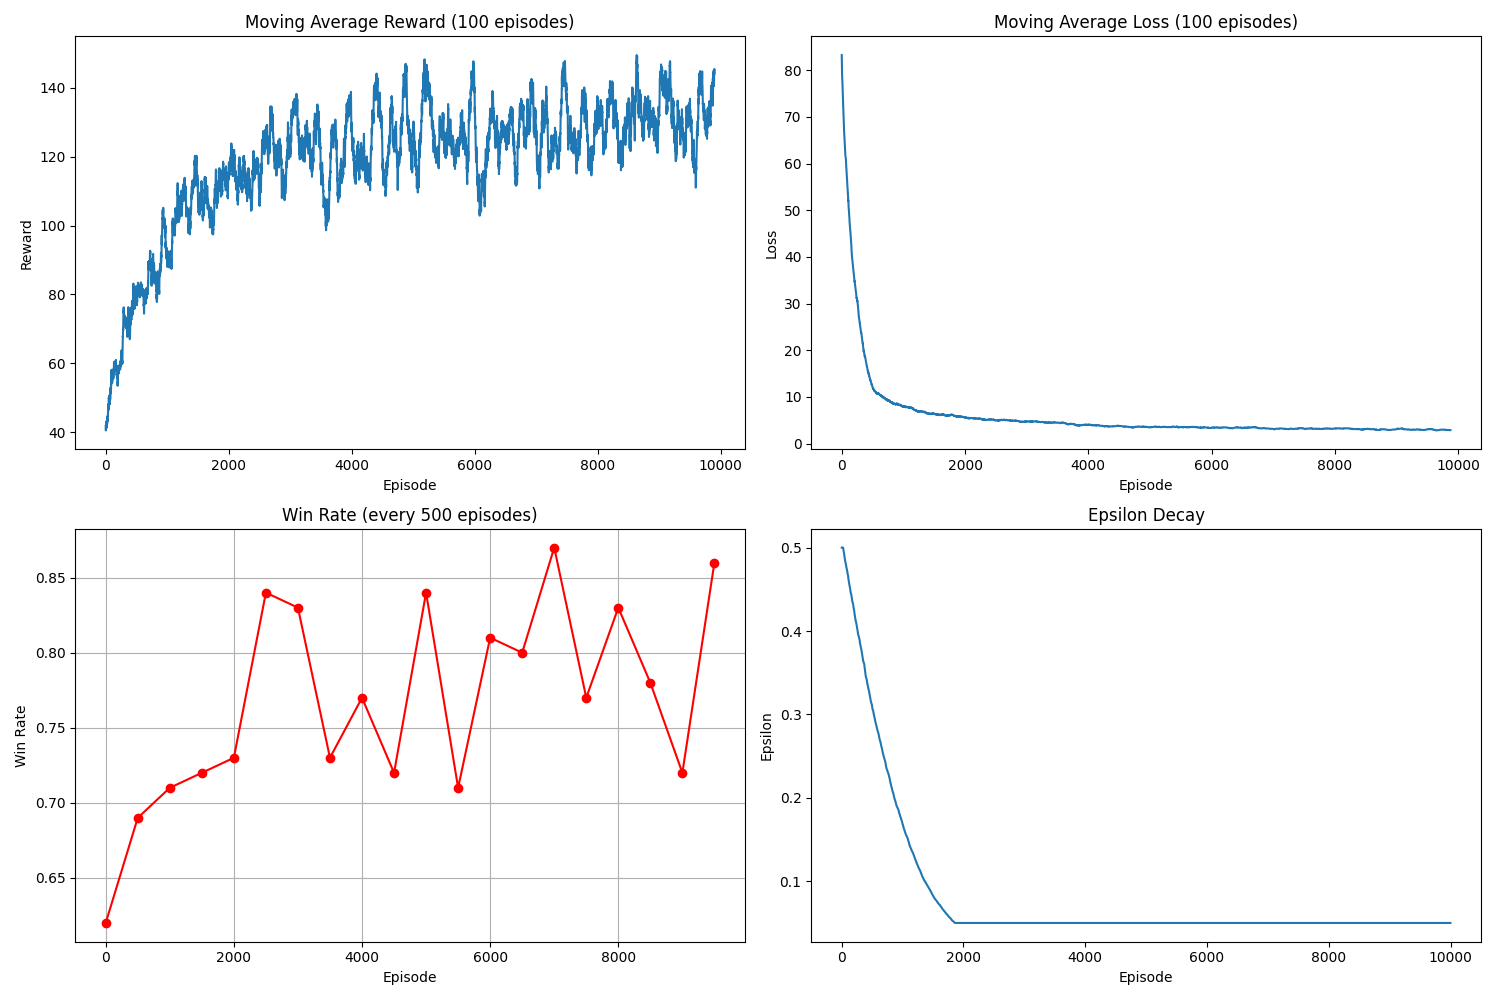 Moving Average Reward (100 episodes)
Reward
140
120
100
80
60
40
0 2000 4000 6000 8000 10000
Episode
Moving Average Loss (100 episodes)
Loss
80
70
60
50
40
30
20
10
0
0 2000 4000 6000 8000 10000
Episode
Win Rate (every 500 episodes)
Win Rate
0.85
0.80
0.75
0.70
0.65
0 2000 4000 6000 8000
Episode
Epsilon Decay
Epsilon
0.5
0.4
0.3
0.2
0.1
0 2000 4000 6000 8000 10000
Episode